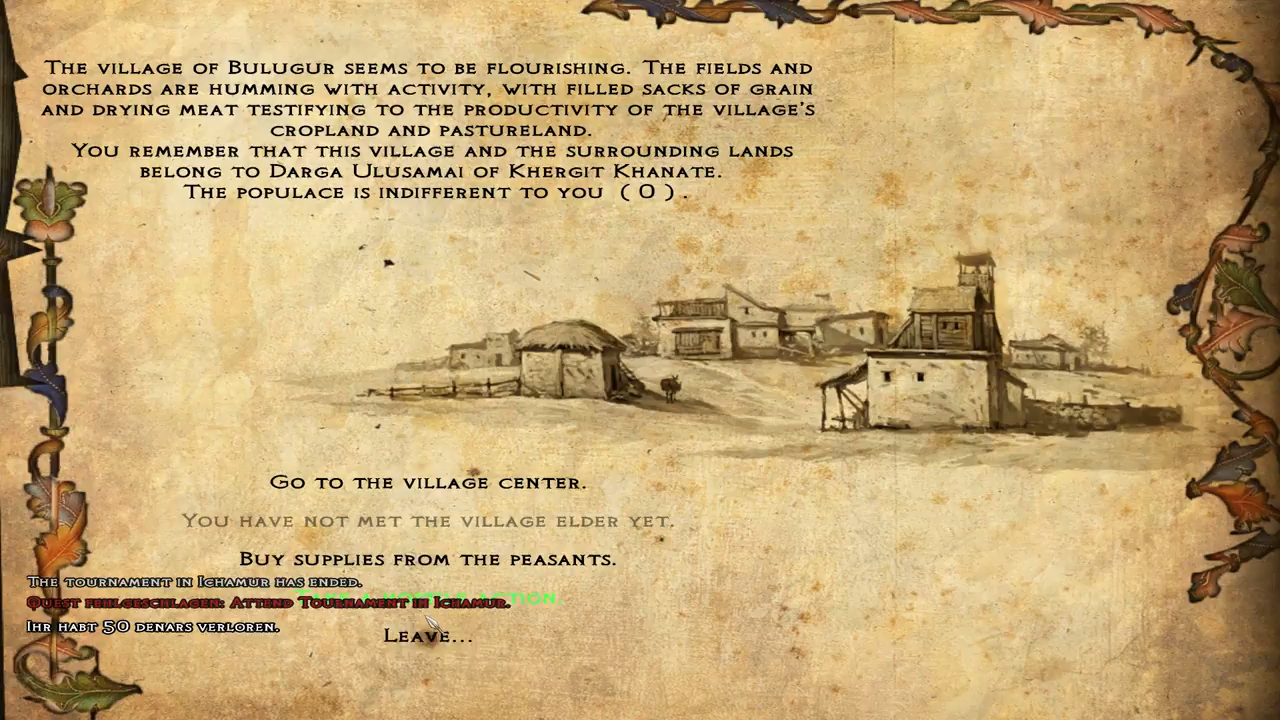 The village of Bulugur seems to be flourishing. The fields and
orchards are humming with activity, with filled sacks of grain
and drying meat testifying to the productivity of the village's
cropland and pastureland.
You remember that this village and the surrounding lands
belong to Darga Ulusamai of Khergit Khanate.
The populace is indifferent to you (0).
Go to the village center.
You have not met the village elder yet.
Buy supplies from the peasants.
The tournament in Ichamur has ended.
Take a hostile action.
Quest fehlgeschlagen: Attend Tournament in Ichamur.
Ihr habt 50 denars verloren.
Leave...